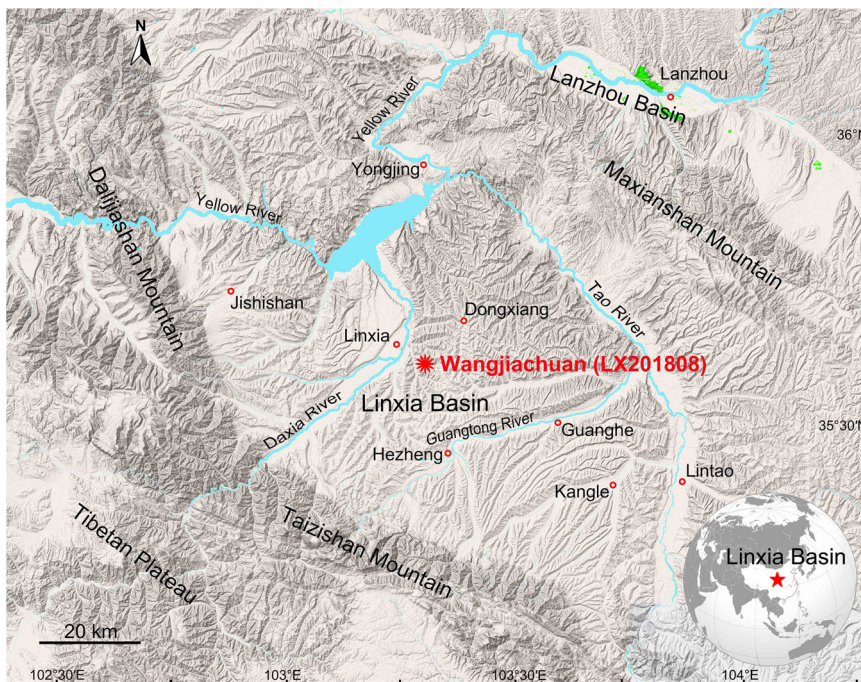 N
Lanzhou
Lanzhou Basin
Yellow River
36°
Yongjing
Maxianshan Mountain
Dalijiashan Mountain
Yellow River
Jishishan
Dongxiang
Tao River
Linxia
Wangjiachuan (LX201808)
Linxia Basin
Daxia River
Guangtong River
Guanghe
35°30'N
Hezheng
Lintao
Kangle
Taizishan Mountain
Tibetan Plateau
Linxia Basin
20 km
102°30'E
103°E
103°30'E
104°E